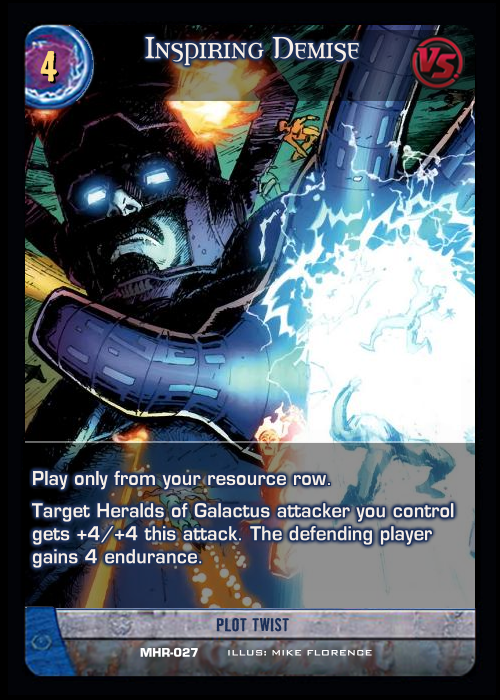 INSPIRING DEMISE
4
VS.
Play only from your resource row.
Target Heralds of Galactus attacker you control
gets +4/+4 this attack. The defending player
gains 4 endurance.
PLOT TWIST
MHR-027 ILLUS: MIKE FLORENCE